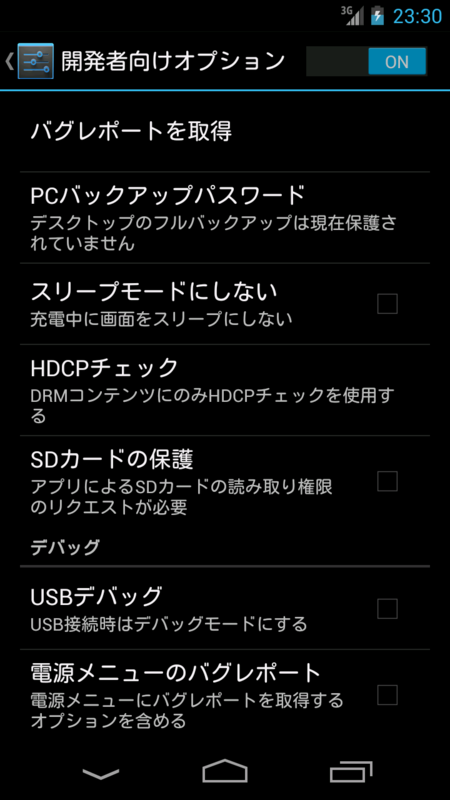 3G 23:30
開発者向けオプション ON
バグレポートを取得
PCバックアップパスワード
デスクトップのフルバックアップは現在保護さ
れていません
スリープモードにしない
充電中に画面をスリープにしない
HDCPチェック
DRMコンテンツにのみHDCPチェックを使用す
る
SDカードの保護
アプリによるSDカードの読み取り権限
のリクエストが必要
デバッグ
USBデバッグ
USB接続時はデバッグモードにする
電源メニューのバグレポート
電源メニューにバグレポートを取得する
オプションを含める